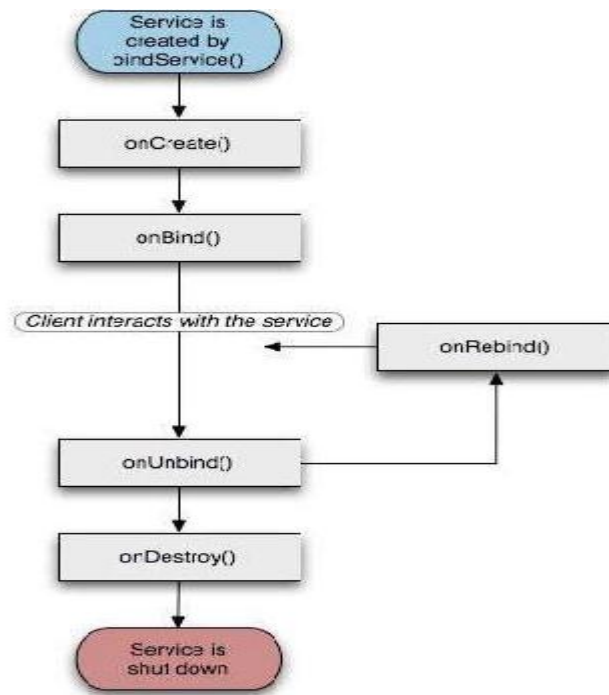 Service is
created by
bindService()
onCreate()
onBind()
Client interacts with the service
onRebind()
onUnbind()
onDestroy()
Service is
shut down